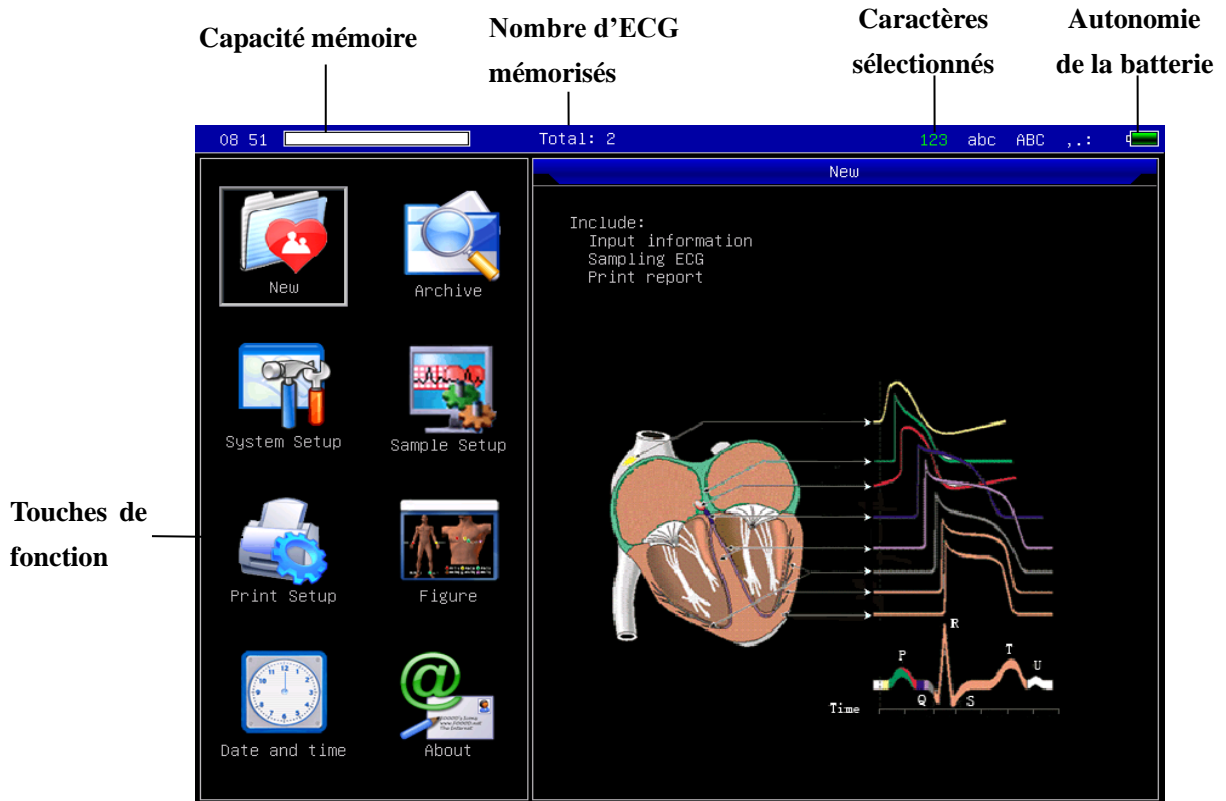 Capacité mémoire
Nombre d’ECG
mémorisés
Caractères
sélectionnés
Autonomie
de la batterie
08 51
Total: 2
123 abc ABC ,.:
New
Include:
Input information
Sampling ECG
Print report
New
Archive
System Setup
Sample Setup
Touches de
fonction
Print Setup
Figure
Date and time
About
R
P
T
U
Q
S
Time